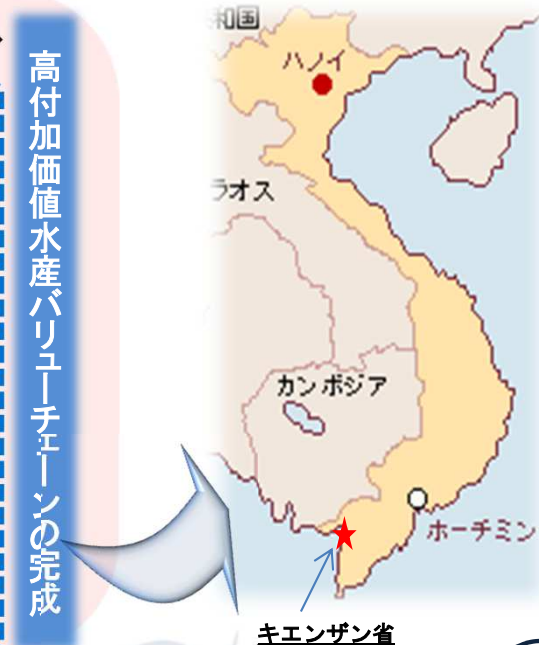 高付加価値水産バリューチェーンの完成
和国
ハノイ
ラオス
カンボジア
ホーチミン
キエンザン省